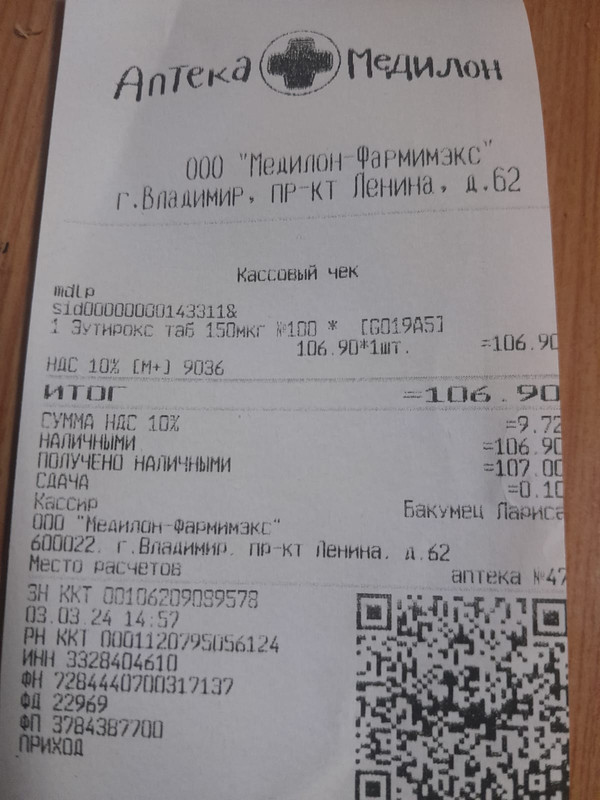 Аптека Медилон
ООО "Медилон-Фармимэкс"
г.Владимир, пр-кт Ленина, д.62
Кассовый чек
mdlp
sid00000000143311&
1 Эутирокс таб 150мкг №100 * [G019A5]
106.90*1шт. =106.90
НДС 10% [М+] 9036
ИТОГ =106.90
СУММА НДС 10% =9.72
НАЛИЧНЫМИ =106.90
ПОЛУЧЕНО НАЛИЧНЫМИ =107.00
СДАЧА =0.10
Кассир Бакумец Лариса
ООО "Медилон-Фармимэкс"
600022, г.Владимир, пр-кт Ленина, д.62
Место расчетов аптека №47
ЗН ККТ 00106209089578
03.03.24 14:57
РН ККТ 0001120795056124
ИНН 3328404610
ФН 7284440700317137
ФД 22969
ФП 3784387700
ПРИХОД